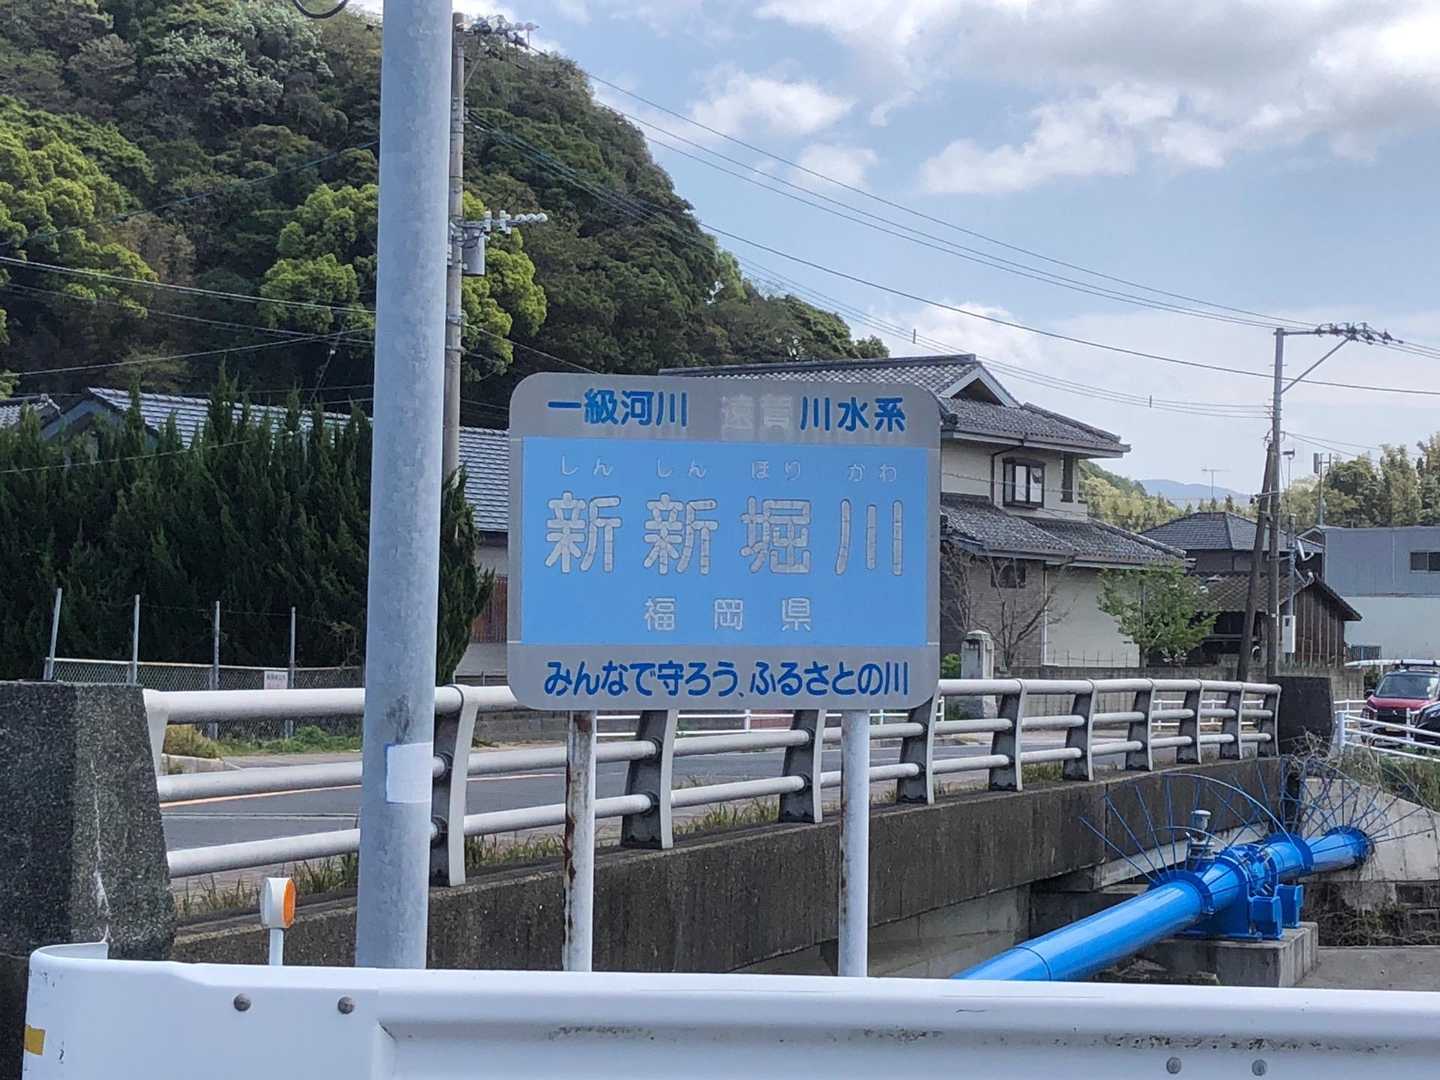 一級河川 遠賀川水系
しん しん ほり かわ
新新堀川
福岡県
みんなで守ろう、ふるさとの川